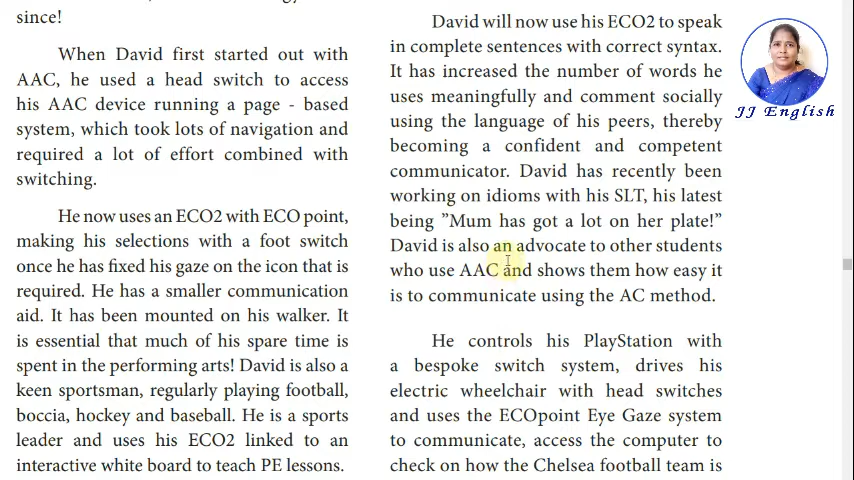 since!
When David first started out with
AAC, he used a head switch to access
his AAC device running a page - based
system, which took lots of navigation and
required a lot of effort combined with
switching.
He now uses an ECO2 with ECO point,
making his selections with a foot switch
once he has fixed his gaze on the icon that is
required. He has a smaller communication
aid. It has been mounted on his walker. It
is essential that much of his spare time is
spent in the performing arts! David is also a
keen sportsman, regularly playing football,
boccia, hockey and baseball. He is a sports
leader and uses his ECO2 linked to an
interactive white board to teach PE lessons.
David will now use his ECO2 to speak
in complete sentences with correct syntax.
It has increased the number of words he
uses meaningfully and comment socially
using the language of his peers, thereby
becoming a confident and competent
communicator. David has recently been
working on idioms with his SLT, his latest
being ”Mum has got a lot on her plate!”
David is also an advocate to other students
who use AAC and shows them how easy it
is to communicate using the AC method.
He controls his PlayStation with
a bespoke switch system, drives his
electric wheelchair with head switches
and uses the ECOpoint Eye Gaze system
to communicate, access the computer to
check on how the Chelsea football team is
JJ English